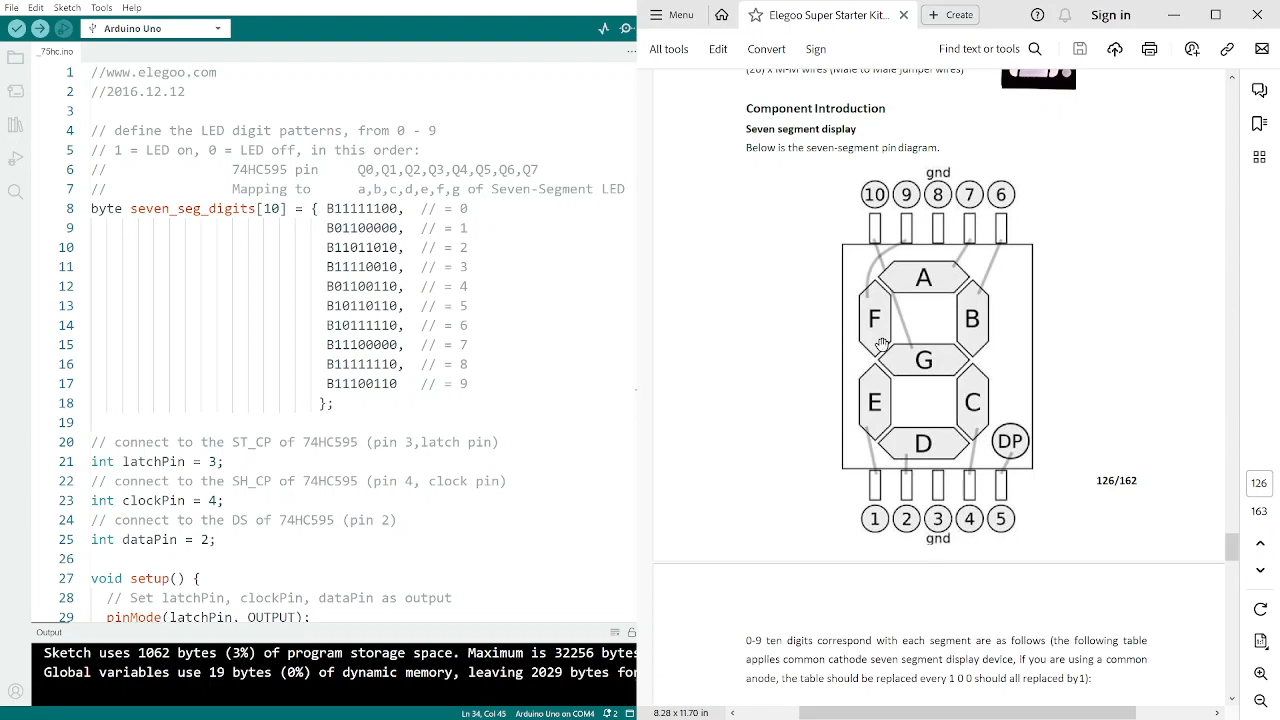 File Edit Sketch Tools Help
Arduino Uno
_75hc.ino
1 //www.elegoo.com
2 //2016.12.12
3
4 // define the LED digit patterns, from 0 - 9
5 // 1 = LED on, 0 = LED off, in this order:
6 // 74HC595 pin Q0,Q1,Q2,Q3,Q4,Q5,Q6,Q7
7 // Mapping to a,b,c,d,e,f,g of Seven-Segment LED
8 byte seven_seg_digits[10] = { B11111100, // = 0
9 B01100000, // = 1
10 B11011010, // = 2
11 B11110010, // = 3
12 B01100110, // = 4
13 B10110110, // = 5
14 B10111110, // = 6
15 B11100000, // = 7
16 B11111110, // = 8
17 B11100110 // = 9
18 };
19
20 // connect to the ST_CP of 74HC595 (pin 3,latch pin)
21 int latchPin = 3;
22 // connect to the SH_CP of 74HC595 (pin 4, clock pin)
23 int clockPin = 4;
24 // connect to the DS of 74HC595 (pin 2)
25 int dataPin = 2;
26
27 void setup() {
28 // Set latchPin, clockPin, dataPin as output
29 pinMode(latchPin, OUTPUT);
Output
Sketch uses 1062 bytes (3%) of program storage space. Maximum is 32256 bytes
Global variables use 19 bytes (0%) of dynamic memory, leaving 2029 bytes for
Ln 34, Col 45 Arduino Uno on COM4 2
Menu Elegoo Super Starter Kit... Create Sign in
All tools Edit Convert Sign Find text or tools
(26) x M-M wires (Male to Male jumper wires)
Component Introduction
Seven segment display
Below is the seven-segment pin diagram.
gnd
10 9 8 7 6
A
F B
G
E C
D DP
1 2 3 4 5
gnd
126/162
126
163
0-9 ten digits correspond with each segment are as follows (the following table
applies common cathode seven segment display device, if you are using a common
anode, the table should be replaced every 1 0 0 should all replaced by1):
8.28 x 11.70 in